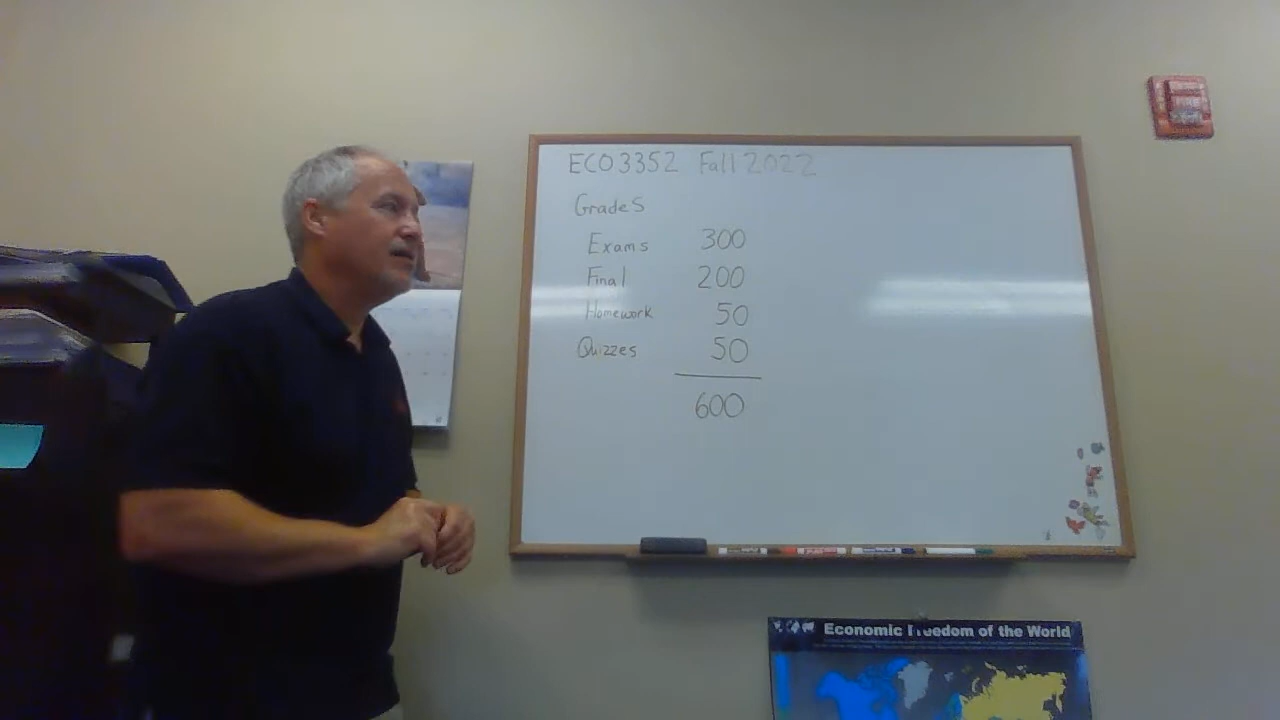 ECO3352 Fall 2022
Grades
Exams 300
Final 200
Homework 50
Quizzes 50
600
Economic Freedom of the World